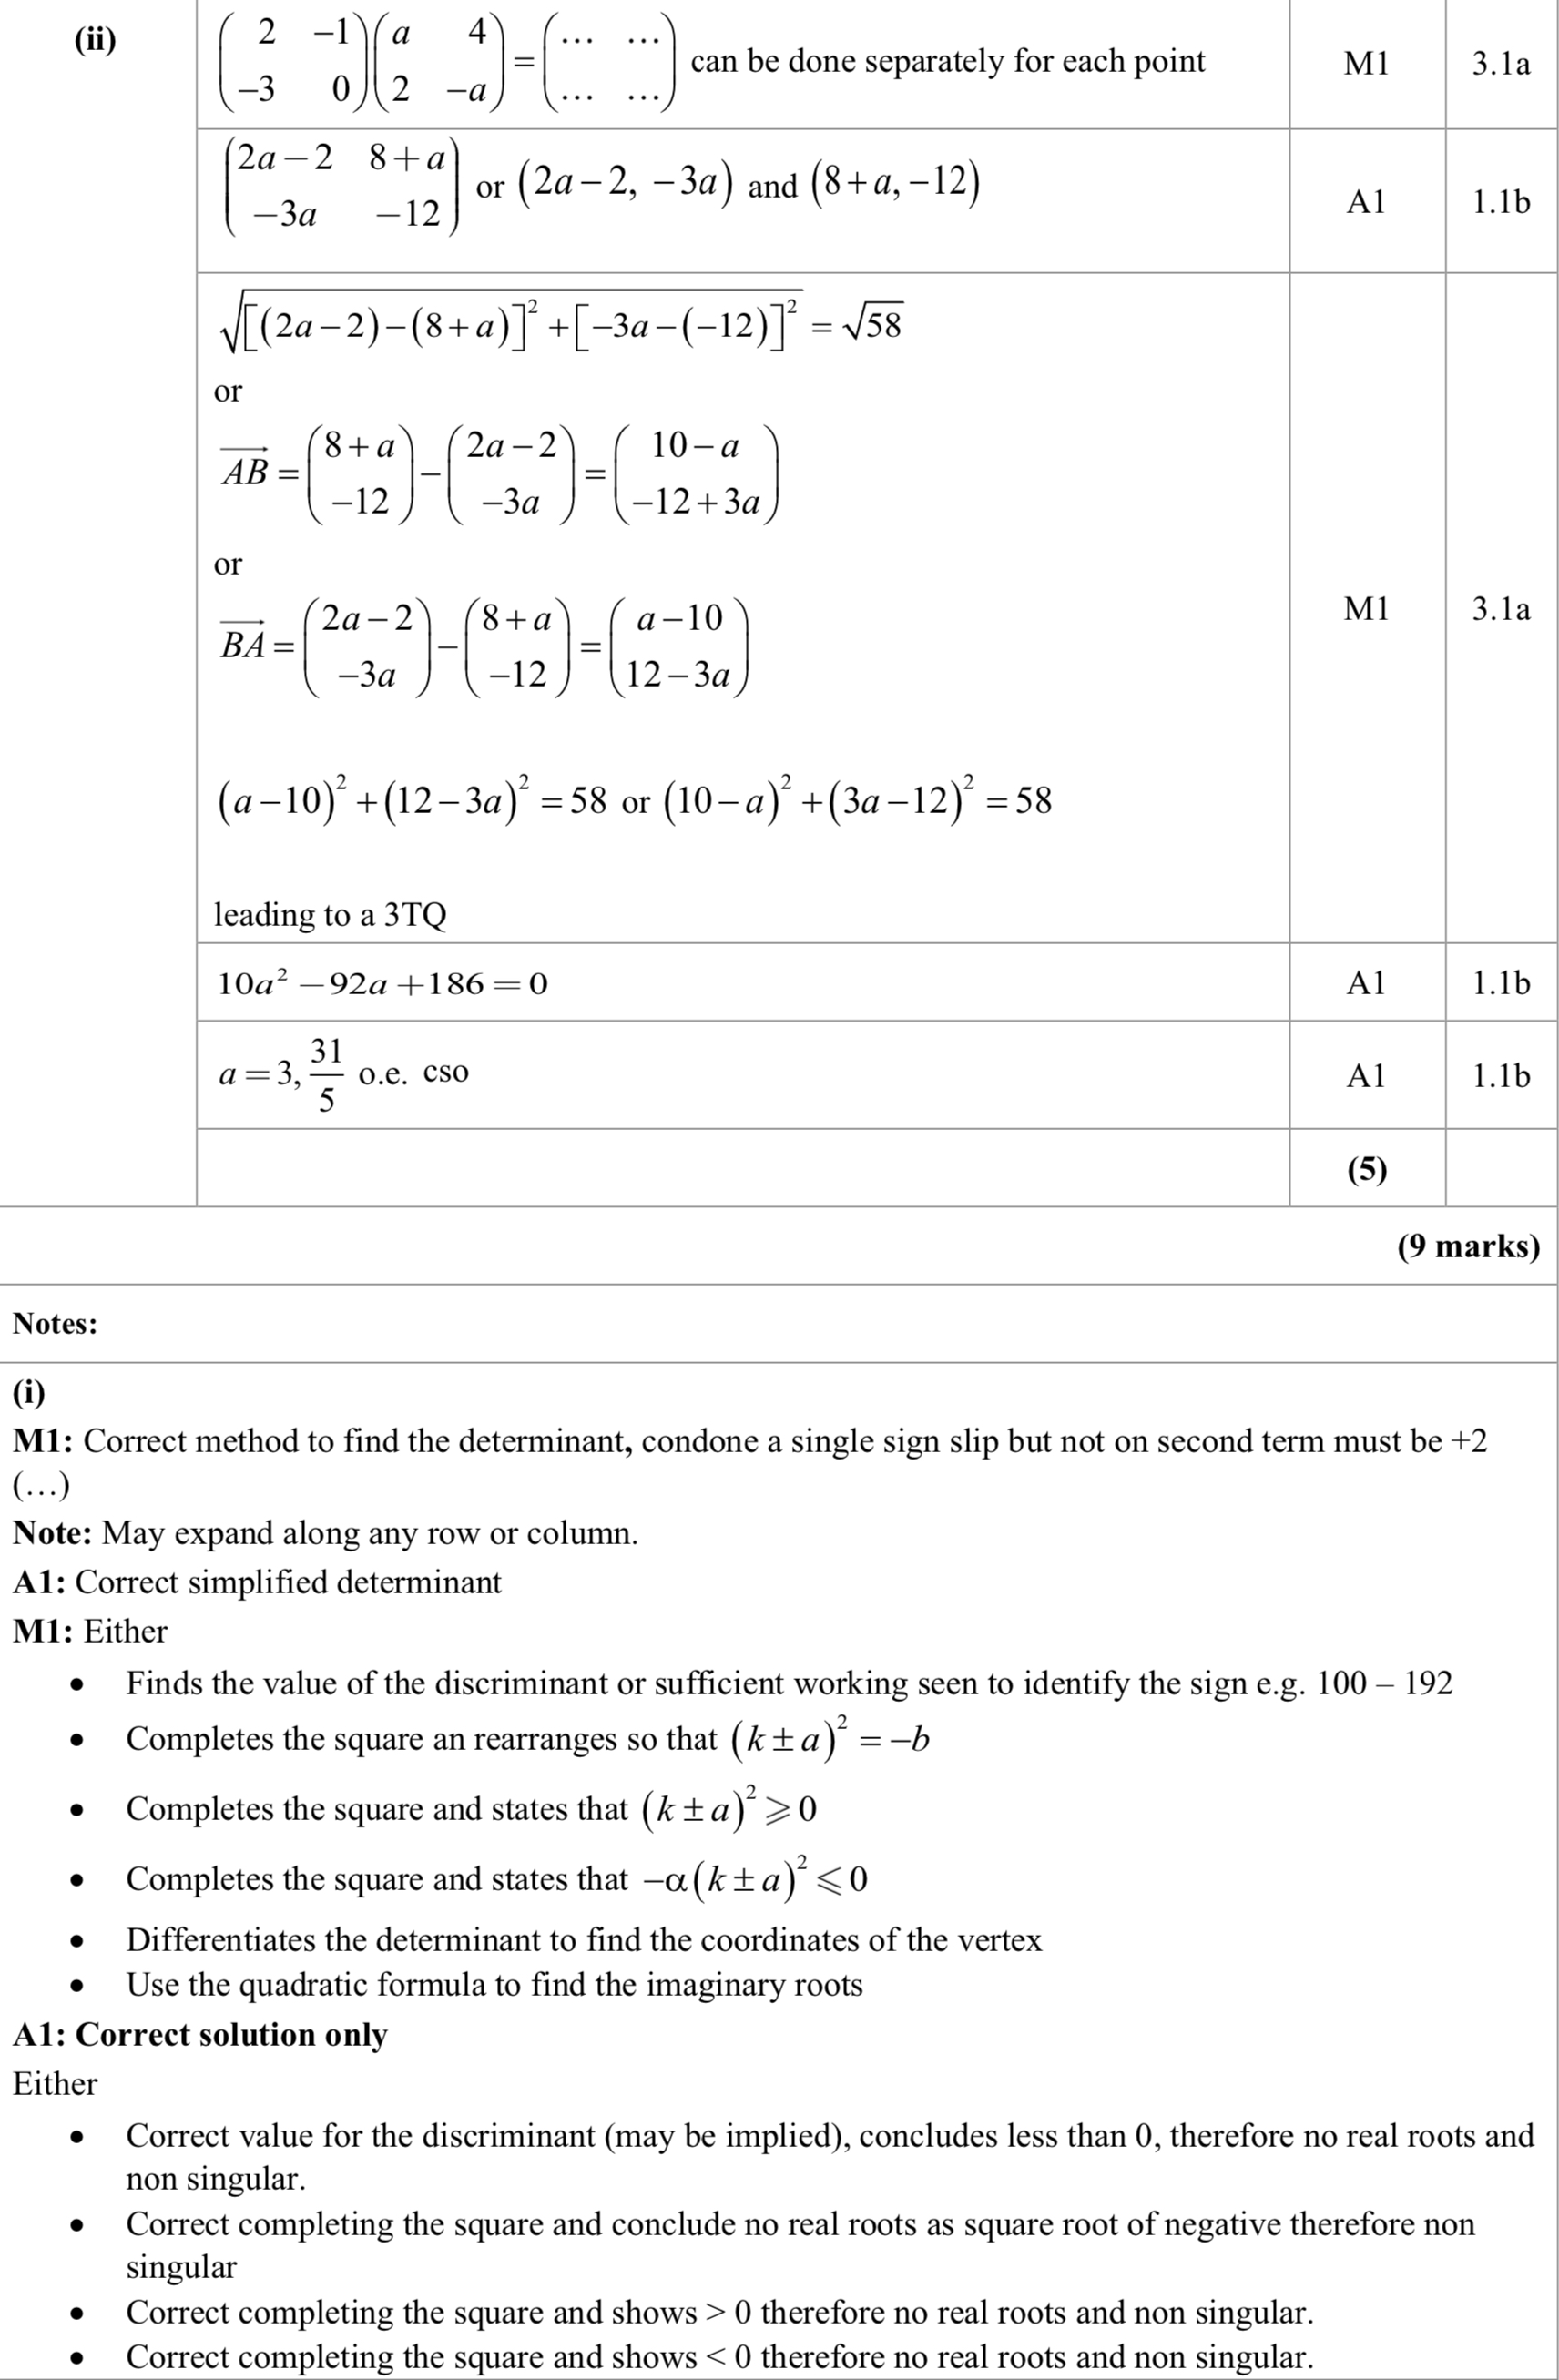 (ii)
$\begin{pmatrix} 2 & -1 \\ -3 & 0 \end{pmatrix}\begin{pmatrix} a & 4 \\ 2 & -a \end{pmatrix} = \begin{pmatrix} \ldots & \ldots \\ \ldots & \ldots \end{pmatrix}$ can be done separately for each point M1 3.1a
$\begin{pmatrix} 2a-2 & 8+a \\ -3a & -12 \end{pmatrix}$ or $(2a-2, -3a)$ and $(8+a, -12)$ A1 1.1b
$\sqrt{[(2a-2)-(8+a)]^2+[-3a-(-12)]^2} = \sqrt{58}$
or
$\overrightarrow{AB} = \begin{pmatrix} 8+a \\ -12 \end{pmatrix} - \begin{pmatrix} 2a-2 \\ -3a \end{pmatrix} = \begin{pmatrix} 10-a \\ -12+3a \end{pmatrix}$
or
$\overrightarrow{BA} = \begin{pmatrix} 2a-2 \\ -3a \end{pmatrix} - \begin{pmatrix} 8+a \\ -12 \end{pmatrix} = \begin{pmatrix} a-10 \\ 12-3a \end{pmatrix}$ M1 3.1a
$(a-10)^2+(12-3a)^2 = 58$ or $(10-a)^2+(3a-12)^2 = 58$
leading to a 3TQ
$10a^2-92a+186=0$ A1 1.1b
$a = 3, \frac{31}{5}$ o.e. cso A1 1.1b
(5)
(9 marks)
Notes:
(i)
M1: Correct method to find the determinant, condone a single sign slip but not on second term must be +2
(…)
Note: May expand along any row or column.
A1: Correct simplified determinant
M1: Either
• Finds the value of the discriminant or sufficient working seen to identify the sign e.g. 100 – 192
• Completes the square an rearranges so that $(k \pm a)^2 = -b$
• Completes the square and states that $(k \pm a)^2 \geqslant 0$
• Completes the square and states that $-\alpha(k \pm a)^2 \leqslant 0$
• Differentiates the determinant to find the coordinates of the vertex
• Use the quadratic formula to find the imaginary roots
A1: Correct solution only
Either
• Correct value for the discriminant (may be implied), concludes less than 0, therefore no real roots and
non singular.
• Correct completing the square and conclude no real roots as square root of negative therefore non
singular
• Correct completing the square and shows > 0 therefore no real roots and non singular.
• Correct completing the square and shows < 0 therefore no real roots and non singular.